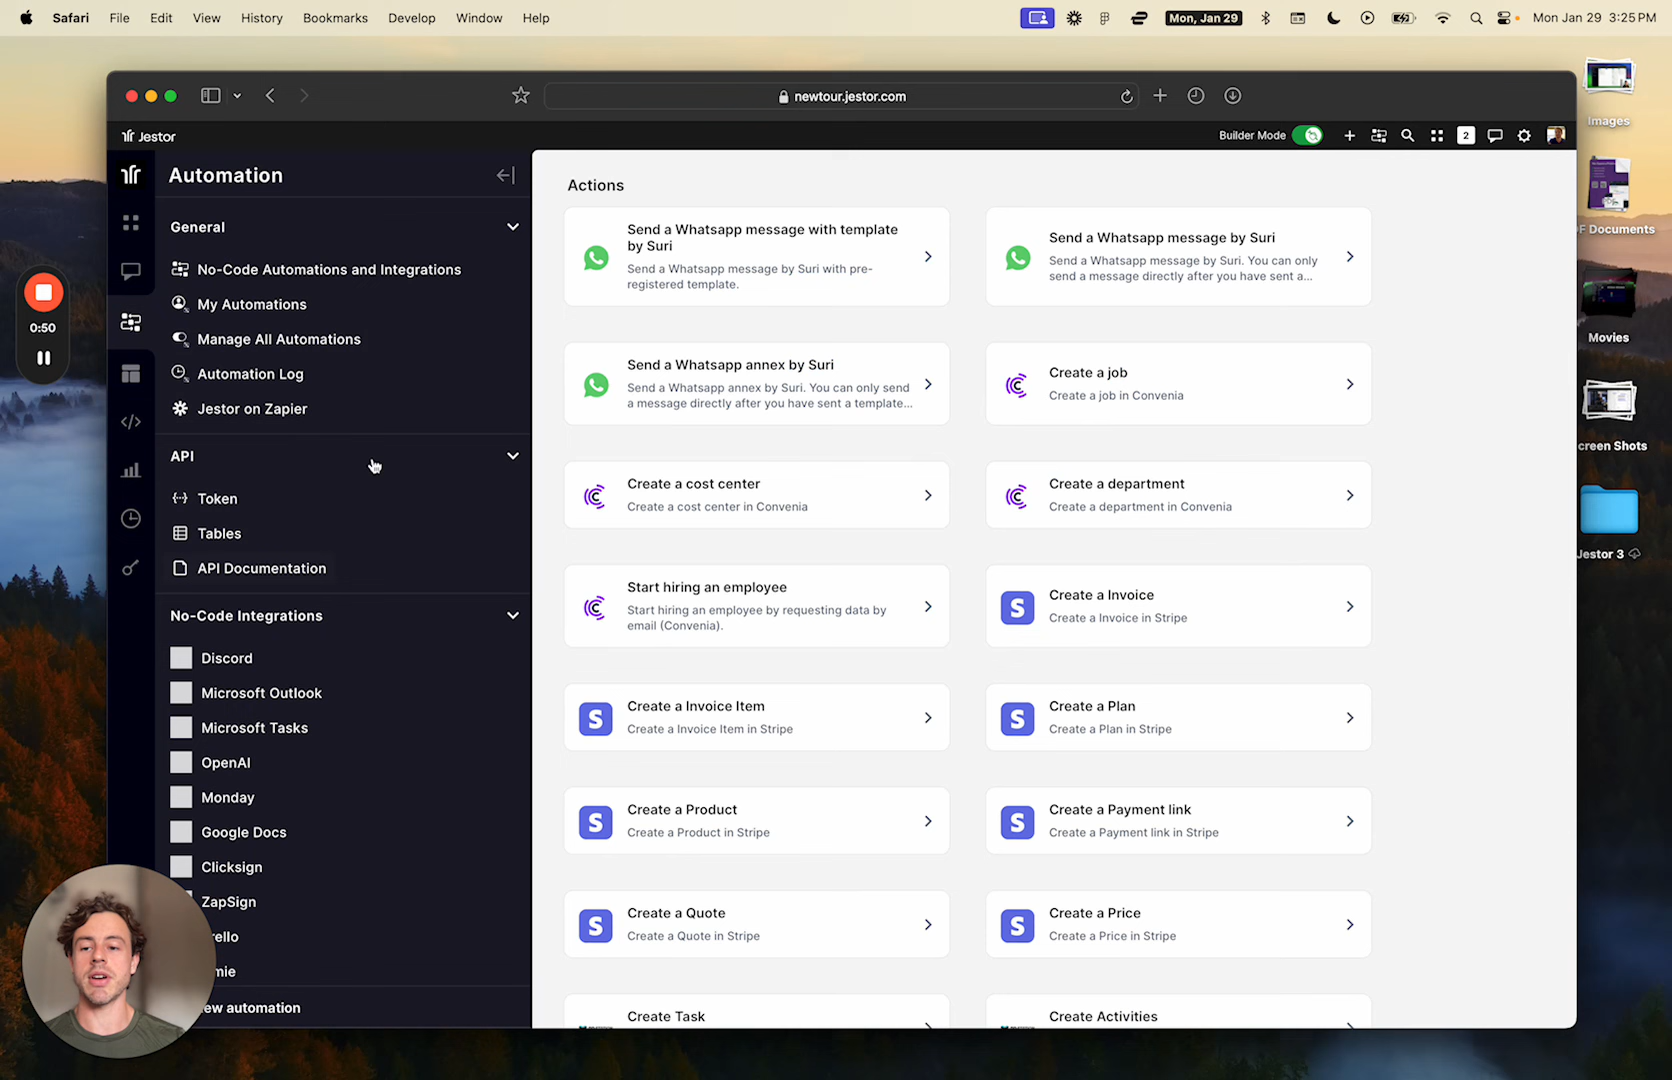 Safari File Edit View History Bookmarks Develop Window Help
Mon, Jan 29
Mon Jan 29 3:25 PM
newtour.jestor.com
Jestor
Builder Mode
2
Automation
General
No-Code Automations and Integrations
My Automations
Manage All Automations
Automation Log
Jestor on Zapier
API
Token
Tables
API Documentation
No-Code Integrations
Discord
Microsoft Outlook
Microsoft Tasks
OpenAI
Monday
Google Docs
Clicksign
ZapSign
ello
mie
ew automation
0:50
Actions
Send a Whatsapp message with template
by Suri
Send a Whatsapp message by Suri with pre-
registered template.
Send a Whatsapp message by Suri
Send a Whatsapp message by Suri. You can only
send a message directly after you have sent a...
Send a Whatsapp annex by Suri
Send a Whatsapp annex by Suri. You can only send
a message directly after you have sent a template...
Create a job
Create a job in Convenia
Create a cost center
Create a cost center in Convenia
Create a department
Create a department in Convenia
Start hiring an employee
Start hiring an employee by requesting data by
email (Convenia).
S
Create a Invoice
Create a Invoice in Stripe
S
Create a Invoice Item
Create a Invoice Item in Stripe
S
Create a Plan
Create a Plan in Stripe
S
Create a Product
Create a Product in Stripe
S
Create a Payment link
Create a Payment link in Stripe
S
Create a Quote
Create a Quote in Stripe
S
Create a Price
Create a Price in Stripe
Create Task
Create Activities
Images
F Documents
Movies
creen Shots
Jestor 3